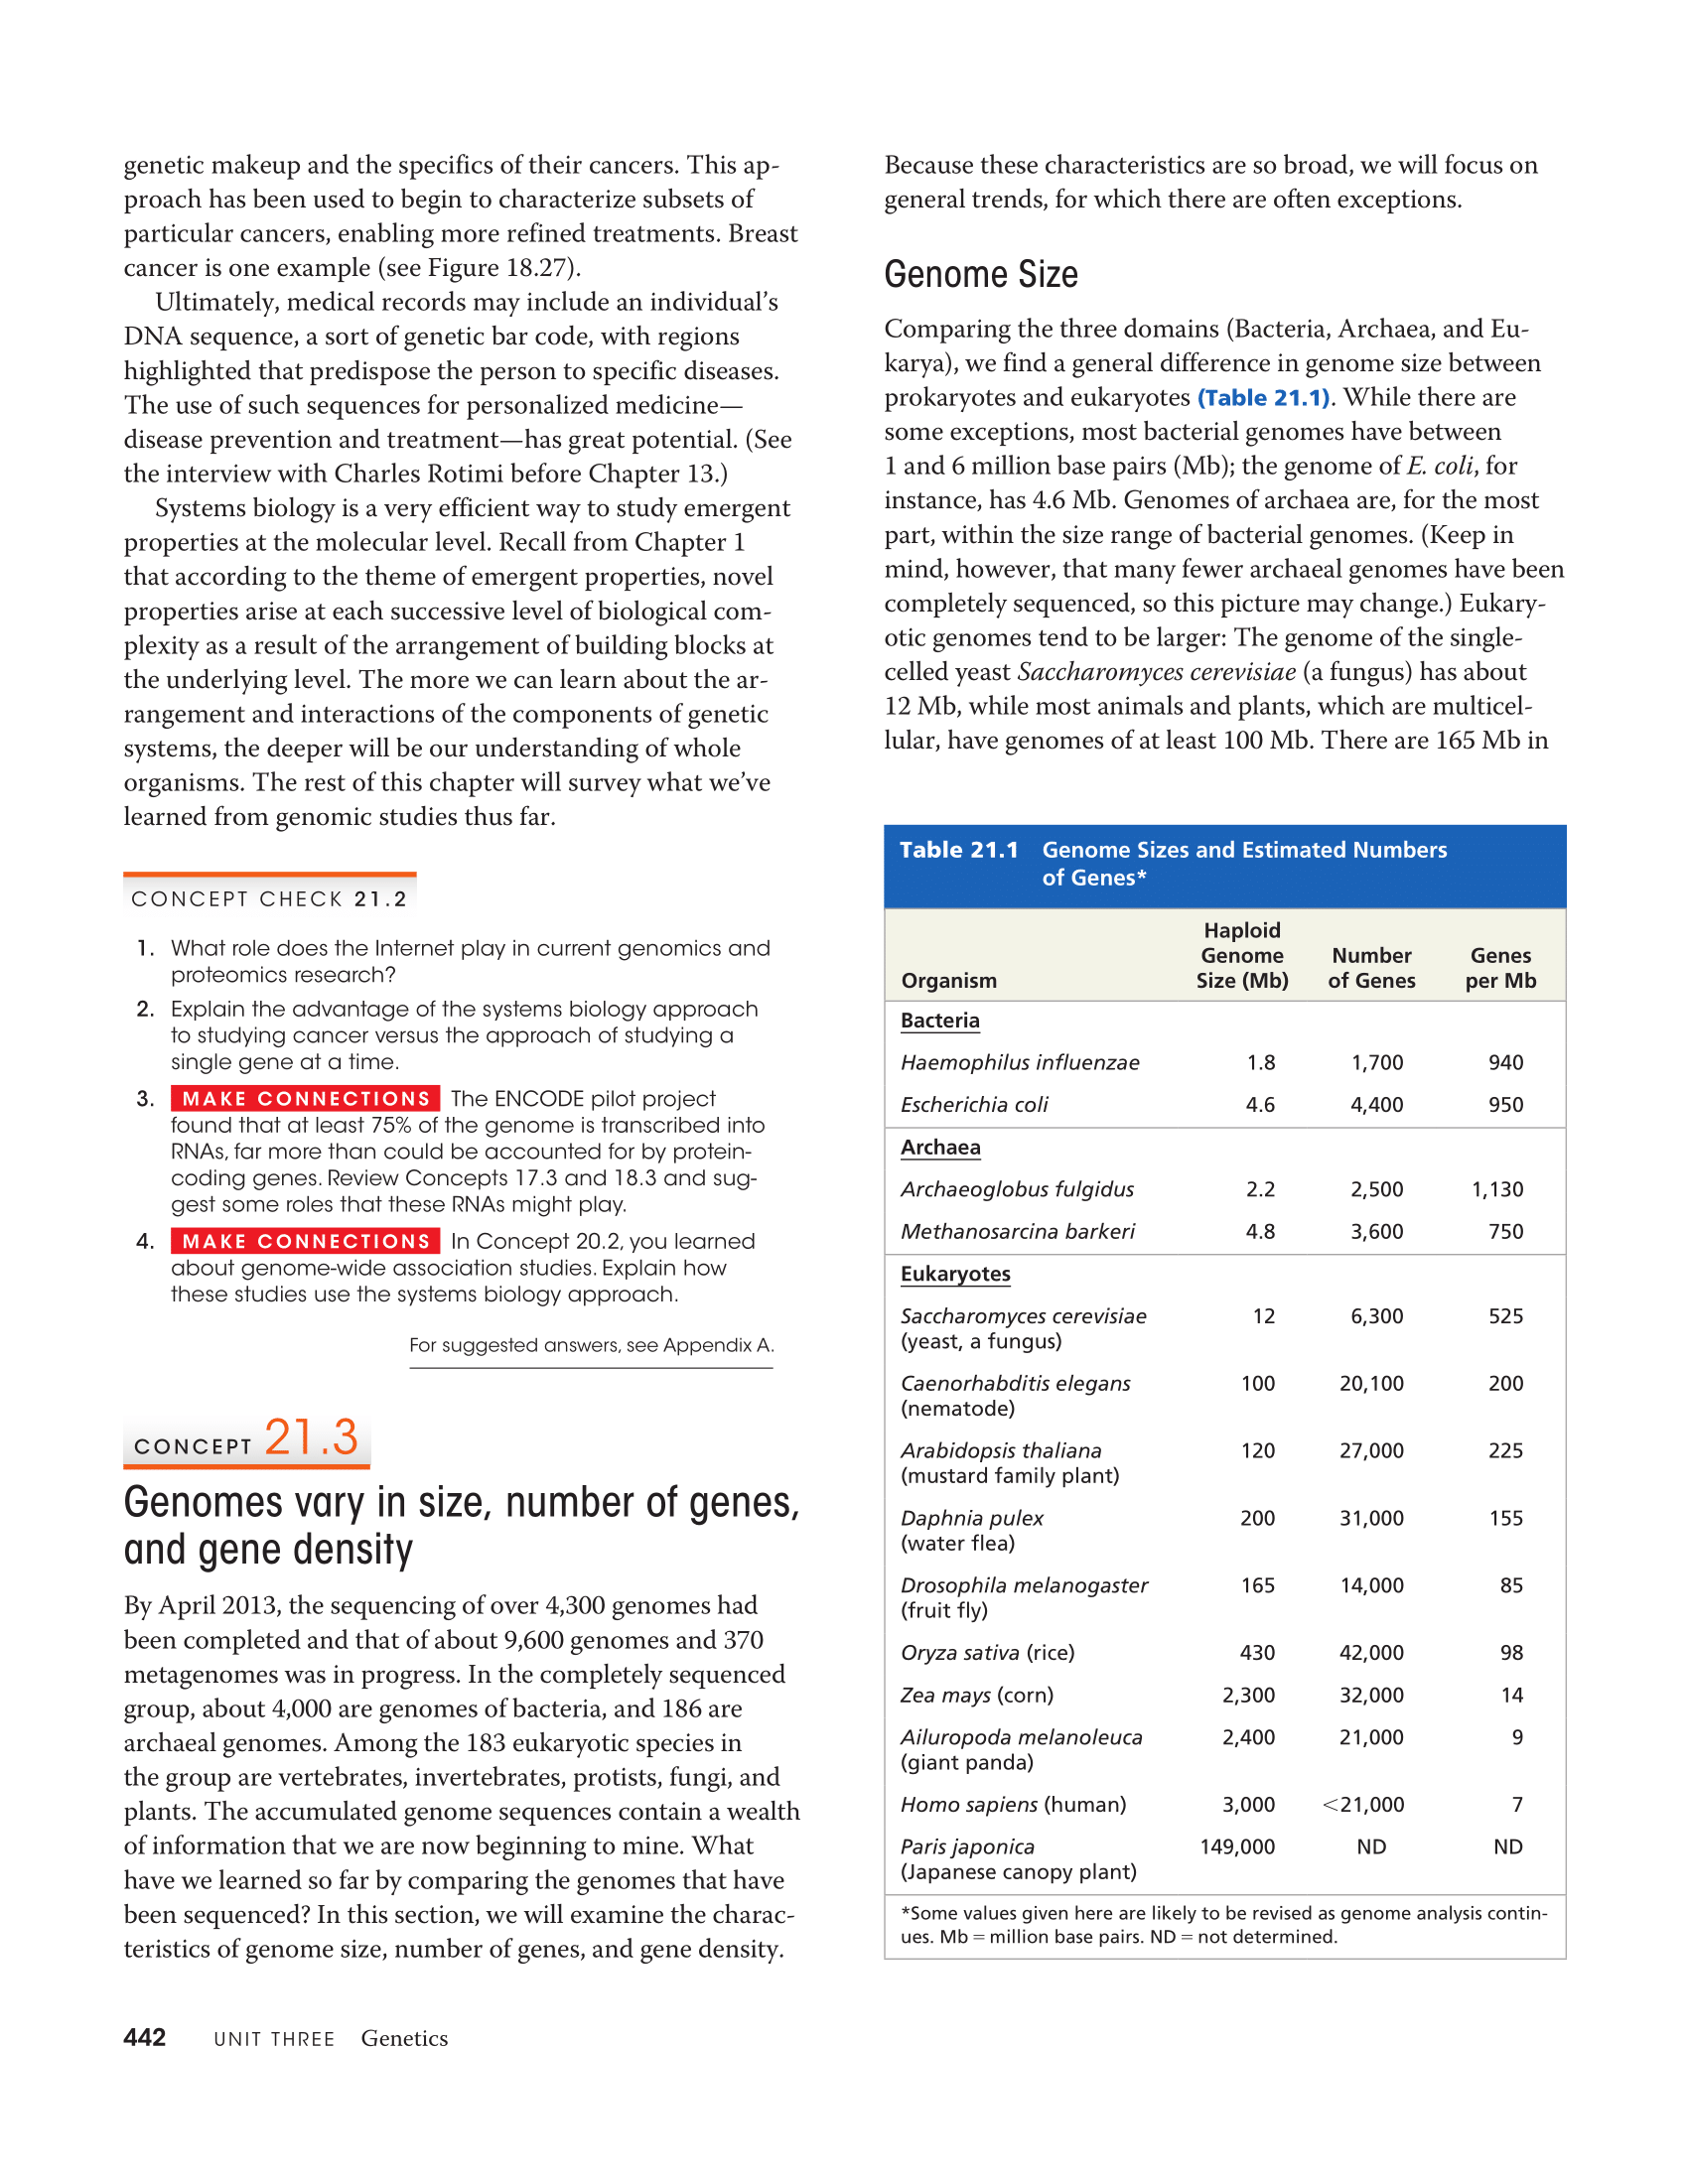 genetic makeup and the specifics of their cancers. This ap-
proach has been used to begin to characterize subsets of
particular cancers, enabling more refined treatments. Breast
cancer is one example (see Figure 18.27).
Ultimately, medical records may include an individual's
DNA sequence, a sort of genetic bar code, with regions
highlighted that predispose the person to specific diseases.
The use of such sequences for personalized medicine—
disease prevention and treatment—has great potential. (See
the interview with Charles Rotimi before Chapter 13.)
Systems biology is a very efficient way to study emergent
properties at the molecular level. Recall from Chapter 1
that according to the theme of emergent properties, novel
properties arise at each successive level of biological com-
plexity as a result of the arrangement of building blocks at
the underlying level. The more we can learn about the ar-
rangement and interactions of the components of genetic
systems, the deeper will be our understanding of whole
organisms. The rest of this chapter will survey what we've
learned from genomic studies thus far.
CONCEPT CHECK 21.2
1. What role does the Internet play in current genomics and
proteomics research?
2. Explain the advantage of the systems biology approach
to studying cancer versus the approach of studying a
single gene at a time.
3. MAKE CONNECTIONS The ENCODE pilot project
found that at least 75% of the genome is transcribed into
RNAs, far more than could be accounted for by protein-
coding genes. Review Concepts 17.3 and 18.3 and sug-
gest some roles that these RNAs might play.
4. MAKE CONNECTIONS In Concept 20.2, you learned
about genome-wide association studies. Explain how
these studies use the systems biology approach.
For suggested answers, see Appendix A.
CONCEPT 21.3
Genomes vary in size, number of genes,
and gene density
By April 2013, the sequencing of over 4,300 genomes had
been completed and that of about 9,600 genomes and 370
metagenomes was in progress. In the completely sequenced
group, about 4,000 are genomes of bacteria, and 186 are
archaeal genomes. Among the 183 eukaryotic species in
the group are vertebrates, invertebrates, protists, fungi, and
plants. The accumulated genome sequences contain a wealth
of information that we are now beginning to mine. What
have we learned so far by comparing the genomes that have
been sequenced? In this section, we will examine the charac-
teristics of genome size, number of genes, and gene density.
Because these characteristics are so broad, we will focus on
general trends, for which there are often exceptions.
Genome Size
Comparing the three domains (Bacteria, Archaea, and Eu-
karya), we find a general difference in genome size between
prokaryotes and eukaryotes (Table 21.1). While there are
some exceptions, most bacterial genomes have between
1 and 6 million base pairs (Mb); the genome of E. coli, for
instance, has 4.6 Mb. Genomes of archaea are, for the most
part, within the size range of bacterial genomes. (Keep in
mind, however, that many fewer archaeal genomes have been
completely sequenced, so this picture may change.) Eukary-
otic genomes tend to be larger: The genome of the single-
celled yeast Saccharomyces cerevisiae (a fungus) has about
12 Mb, while most animals and plants, which are multicel-
lular, have genomes of at least 100 Mb. There are 165 Mb in
Table 21.1 Genome Sizes and Estimated Numbers
of Genes*
Haploid
Genome Number Genes
Organism Size (Mb) of Genes per Mb
Bacteria
Haemophilus influenzae 1.8 1,700 940
Escherichia coli 4.6 4,400 950
Archaea
Archaeoglobus fulgidus 2.2 2,500 1,130
Methanosarcina barkeri 4.8 3,600 750
Eukaryotes
Saccharomyces cerevisiae 12 6,300 525
(yeast, a fungus)
Caenorhabditis elegans 100 20,100 200
(nematode)
Arabidopsis thaliana 120 27,000 225
(mustard family plant)
Daphnia pulex 200 31,000 155
(water flea)
Drosophila melanogaster 165 14,000 85
(fruit fly)
Oryza sativa (rice) 430 42,000 98
Zea mays (corn) 2,300 32,000 14
Ailuropoda melanoleuca 2,400 21,000 9
(giant panda)
Homo sapiens (human) 3,000 <21,000 7
Paris japonica 149,000 ND ND
(Japanese canopy plant)
*Some values given here are likely to be revised as genome analysis contin-
ues. Mb = million base pairs. ND = not determined.
442 UNIT THREE Genetics